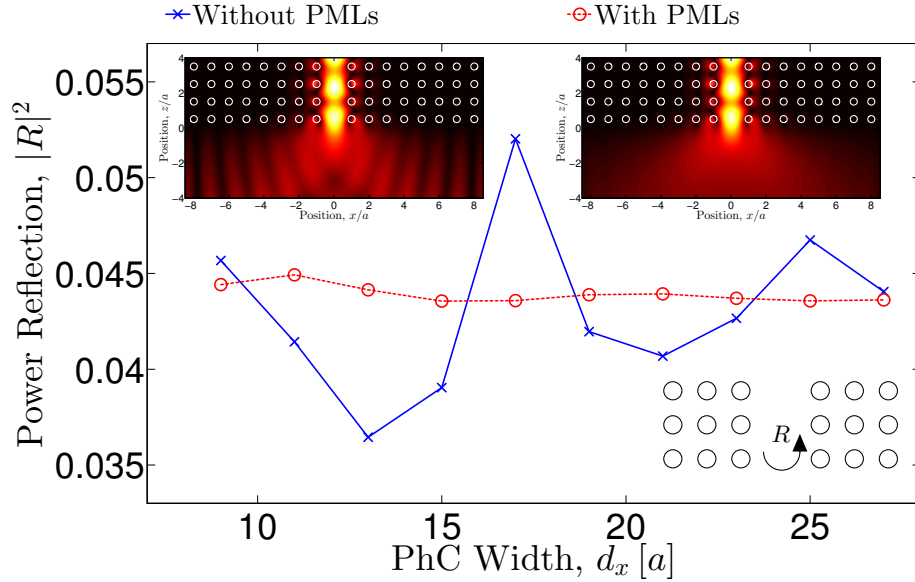 Without PMLs With PMLs
Power Reflection, |R|²
0.055
0.05
0.045
0.04
0.035
10 15 20 25
PhC Width, dₓ [a]
Position, z/a
4
2
0
−2
−4
−8 −6 −4 −2 0 2 4 6 8
Position, x/a
Position, z/a
4
2
0
−2
−4
−8 −6 −4 −2 0 2 4 6 8
Position, x/a
R